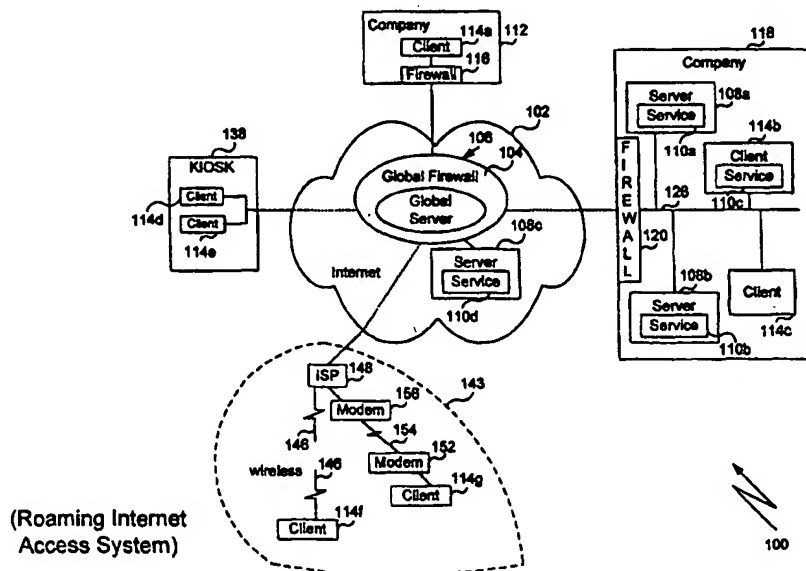 Company
114a
112
Client
Firewall
116
118
Company
Server
108a
Service
110a
114b
Client
Service
110c
126
FIREWALL
120
108b
Server
Service
110b
Client
114c
102
106
104
Global Firewall
Global
Server
108c
Server
Service
110d
Internet
138
KIOSK
Client
114d
Client
114e
ISP
148
143
Modem
156
154
146
152
wireless
146
Modem
Client
114g
Client
114f
(Roaming Internet
Access System)
100